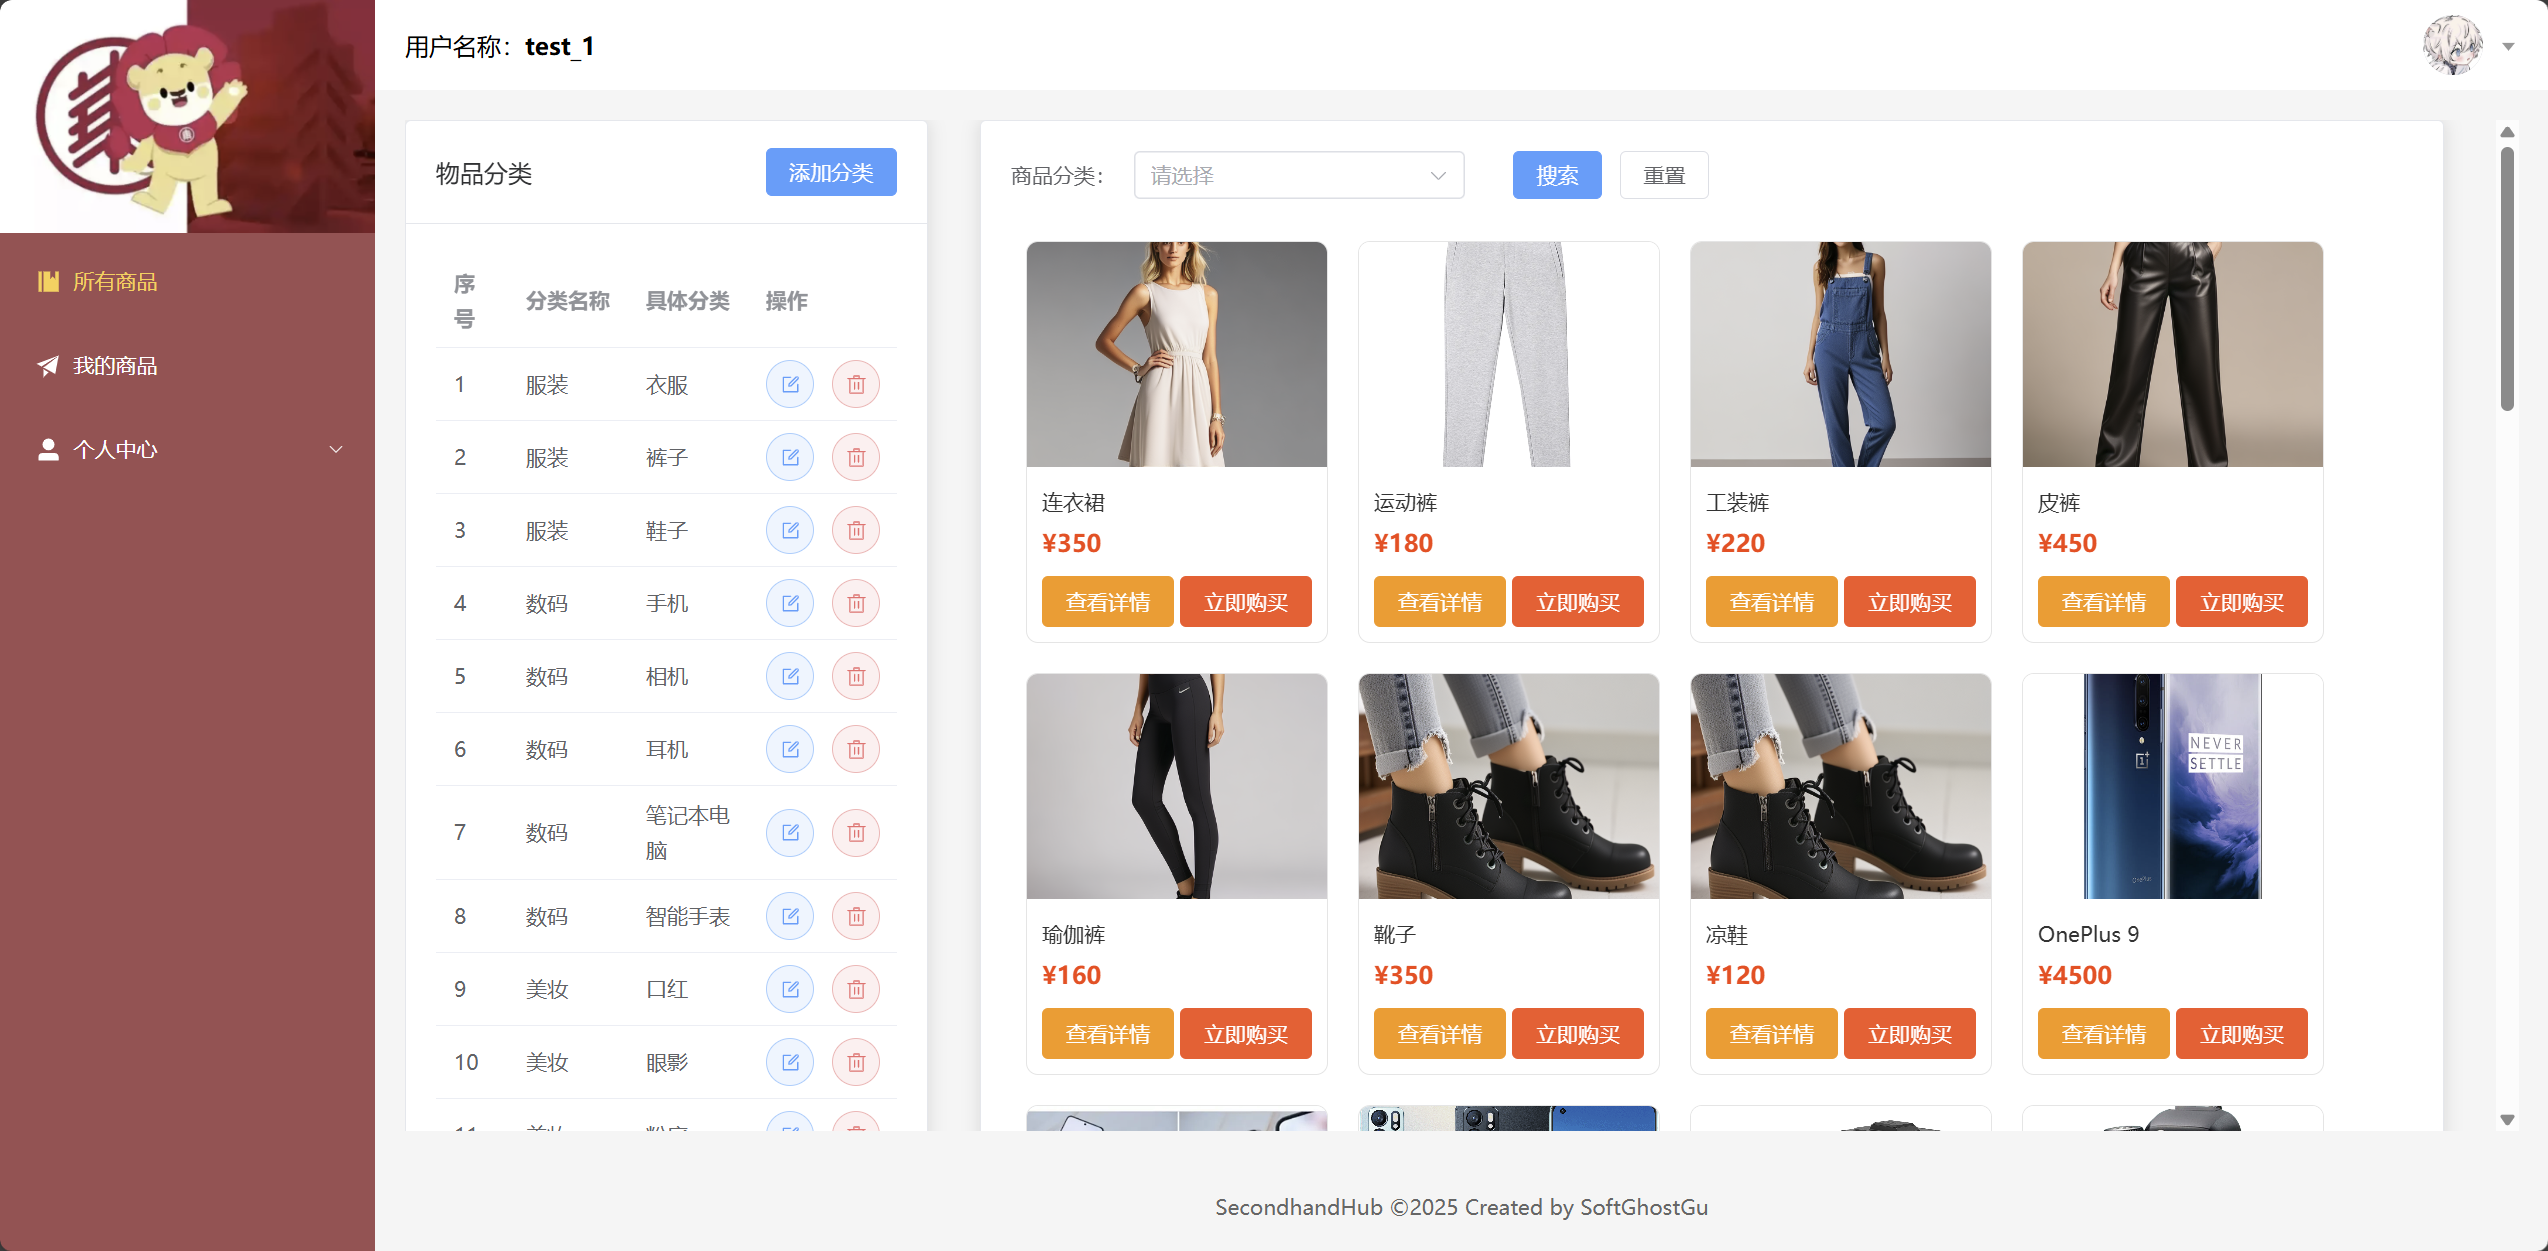 用户名称：test_1
所有商品
我的商品
个人中心
物品分类
添加分类
序号 分类名称 具体分类 操作
1 服装 衣服
2 服装 裤子
3 服装 鞋子
4 数码 手机
5 数码 相机
6 数码 耳机
7 数码 笔记本电脑
8 数码 智能手表
9 美妆 口红
10 美妆 眼影
商品分类： 请选择 搜索 重置
连衣裙 运动裤 工装裤 皮裤
¥350 ¥180 ¥220 ¥450
查看详情 立即购买 查看详情 立即购买 查看详情 立即购买 查看详情 立即购买
NEVER
SETTLE
瑜伽裤 靴子 凉鞋 OnePlus 9
¥160 ¥350 ¥120 ¥4500
查看详情 立即购买 查看详情 立即购买 查看详情 立即购买 查看详情 立即购买
SecondhandHub ©2025 Created by SoftGhostGu